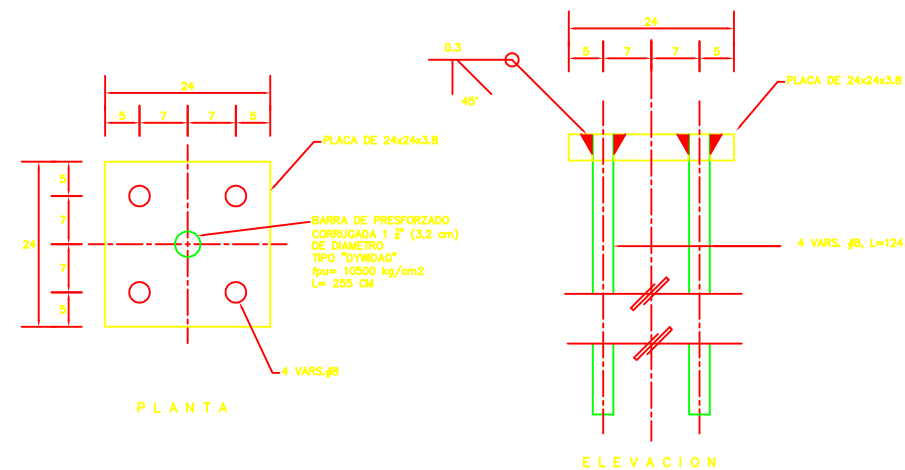 24
5 7 7 5
PLACA DE 24x24x3.8
5
7
24
7
5
BARRA DE PRESFORZADO
CORRUGADA 1 (3.2 cm)
DE DIAMETRO
TIPO "DYWIDAG"
fpu= 10500 kg/cm2
L= 255 CM
4 VARS.#8
PLANTA
24
5 7 7 5
0.3
45'
PLACA DE 24x24x3.8
4 VARS. #8, L=124
ELEVACION